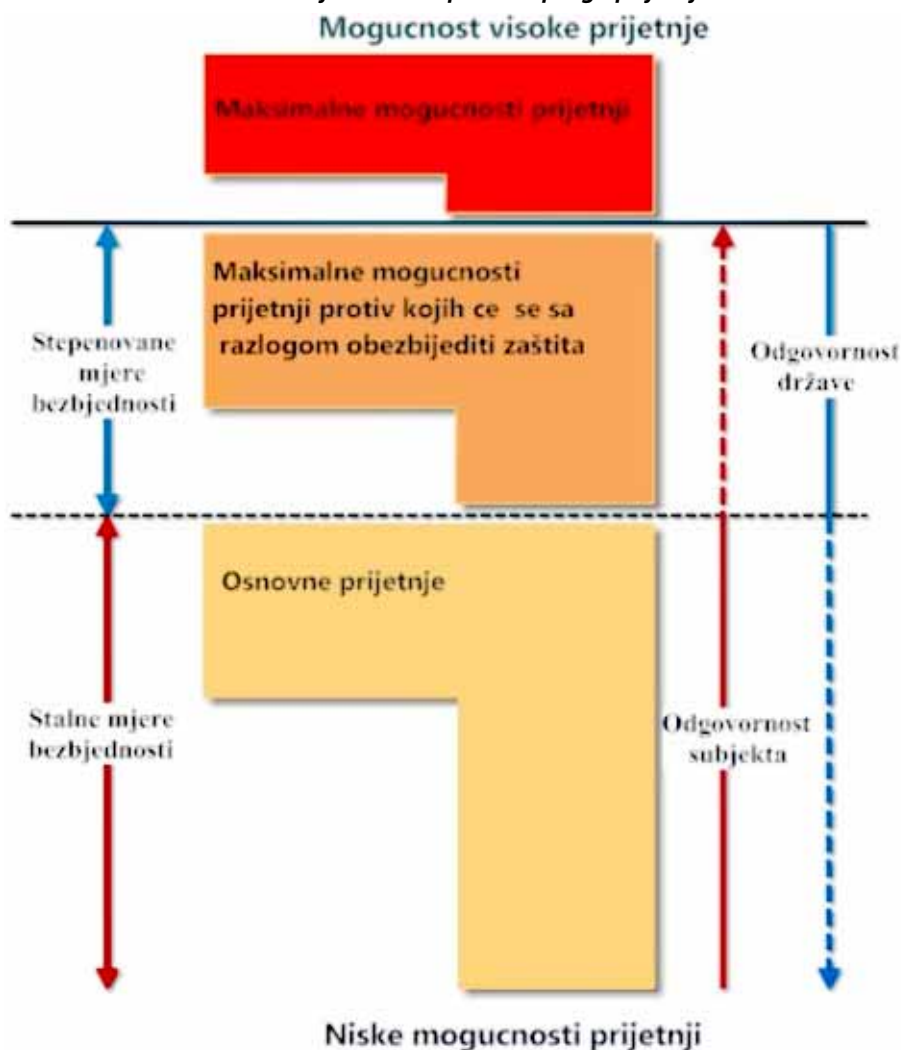 Mogucnost visoke prijetnje
Maksimalne mogucnosti prijetnji
Maksimalne mogucnosti
prijetnji protiv kojih ce se sa
razlogom obezbijediti zaštita
Stepenovane
mjere
bezbjednosti
Odgovornost
države
Osnovne prijetnje
Stalne mjere
bezbjednosti
Odgovornost
subjekta
Niske mogucnosti prijetnji